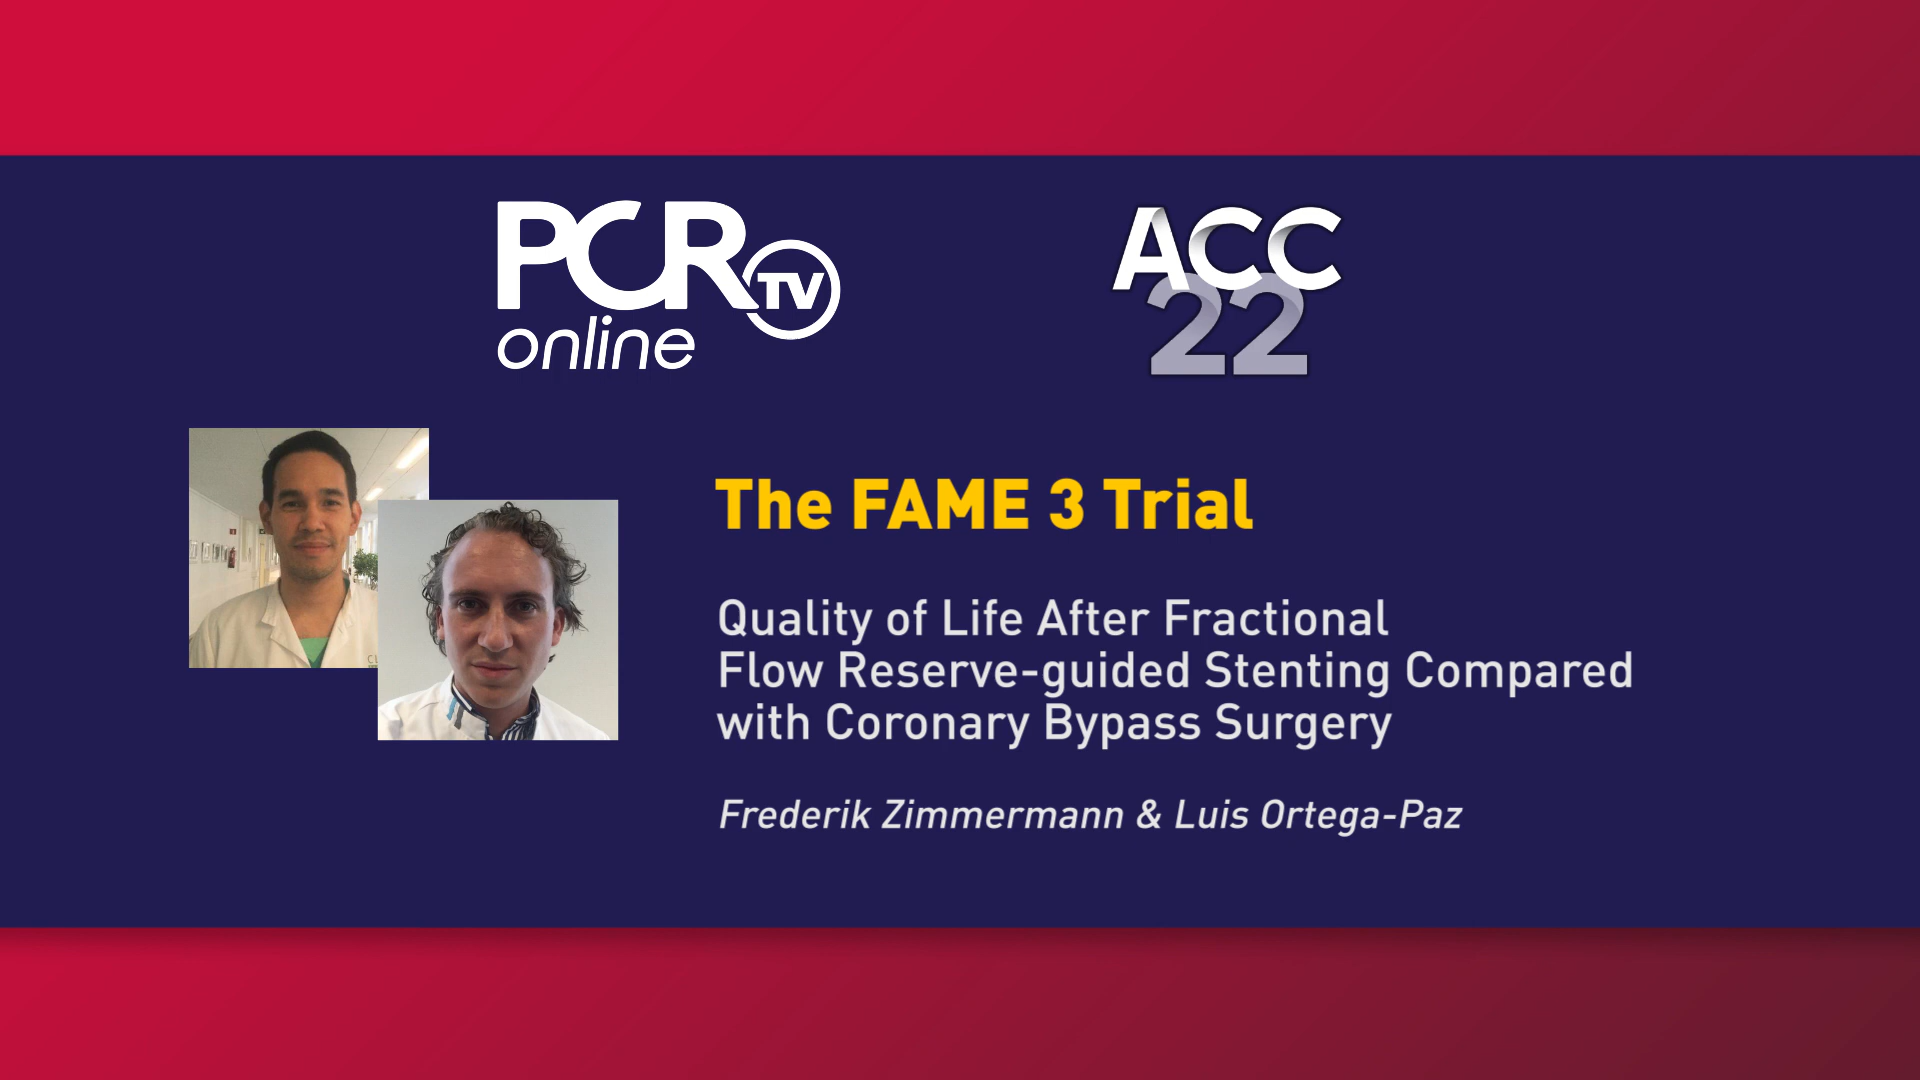 PCR TV
online
ACC
22
The FAME 3 Trial
Quality of Life After Fractional
Flow Reserve-guided Stenting Compared
with Coronary Bypass Surgery
Frederik Zimmermann & Luis Ortega-Paz